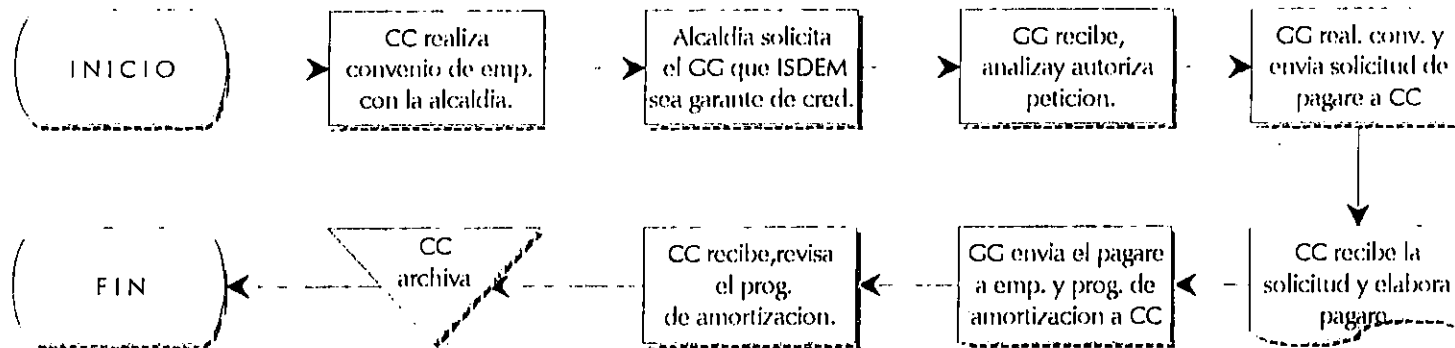 INICIO
CC realiza
convenio de emp.
con la alcaldia.
Alcaldia solicita
el GG que ISDEM
sea garante de cred.
GG recibe,
analizay autoriza
peticion.
GG real. conv. y
envia solicitud de
pagare a CC
CC recibe la
solicitud y elabora
pagare.
GG envia el pagare
a emp. y prog. de
amortizacion a CC
CC recibe,revisa
el prog.
de amortizacion.
CC
archiva
FIN